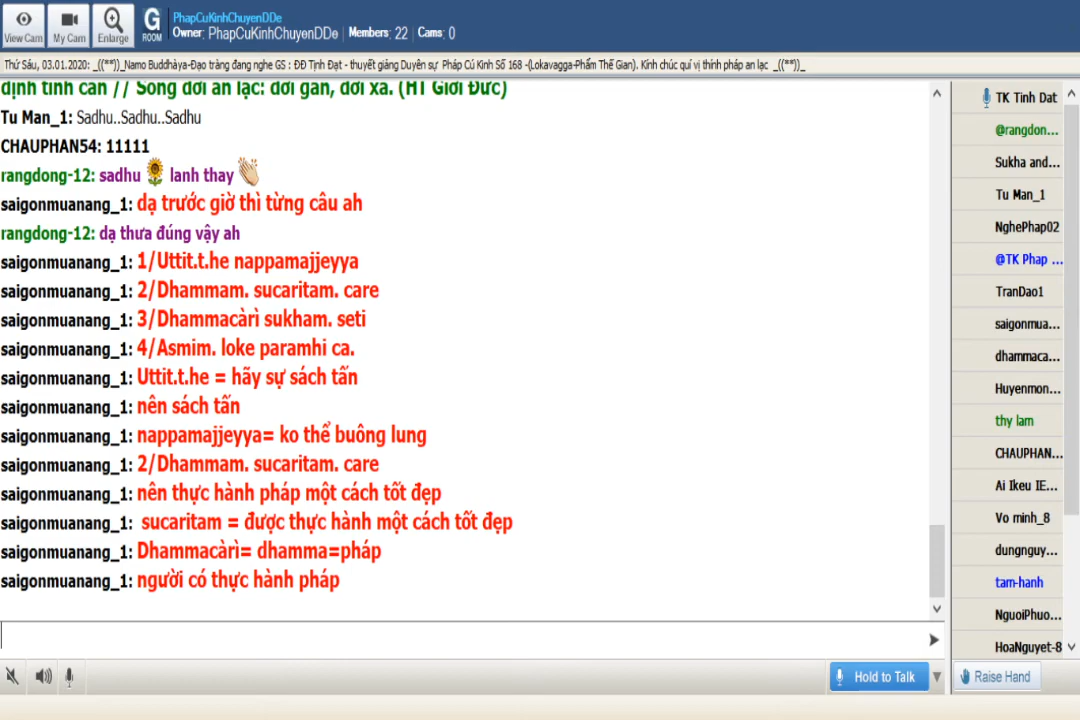 View Cam
My Cam
Enlarge
G
ROOM
PhapCuKinhChuyenDDe
Owner: PhapCuKinhChuyenDDe | Members: 22 | Cams: 0
Thứ Sáu, 03.01.2020: _((**))_Namo Buddhàya-Đạo tràng đang nghe GS : ĐĐ Tịnh Đạt - thuyết giảng Duyên sự Pháp Cú Kinh Số 168 -(Lokavagga-Phẩm Thế Gian). Kính chúc quí vị thính pháp an lạc _((**))_
định tỉnh cần // Sống đời an lạc: đời gần, đời xa. (HT Giới Đức)
Tu Man_1: Sadhu..Sadhu..Sadhu
CHAUPHAN54: 11111
rangdong-12: sadhu lanh thay
saigonmuanang_1: dạ trước giờ thì từng câu ah
rangdong-12: dạ thưa đúng vậy ah
saigonmuanang_1: 1/Uttit.t.he nappamajjeyya
saigonmuanang_1: 2/Dhammam. sucaritam. care
saigonmuanang_1: 3/Dhammacàrì sukham. seti
saigonmuanang_1: 4/Asmim. loke paramhi ca.
saigonmuanang_1: Uttit.t.he = hãy sự sách tấn
saigonmuanang_1: nên sách tấn
saigonmuanang_1: nappamajjeyya= ko thể buông lung
saigonmuanang_1: 2/Dhammam. sucaritam. care
saigonmuanang_1: nên thực hành pháp một cách tốt đẹp
saigonmuanang_1: sucaritam = được thực hành một cách tốt đẹp
saigonmuanang_1: Dhammacàrì= dhamma=pháp
saigonmuanang_1: người có thực hành pháp
TK Tinh Dat
@rangdon...
Sukha and...
Tu Man_1
NghePhap02
@TK Phap ...
TranDao1
saigonmua...
dhammaca...
Huyenmon...
thy lam
CHAUPHAN...
Ai Ikeu IE...
Vo minh_8
dungnguy...
tam-hanh
NguoiPhuo...
HoaNguyet-8
Hold to Talk
Raise Hand